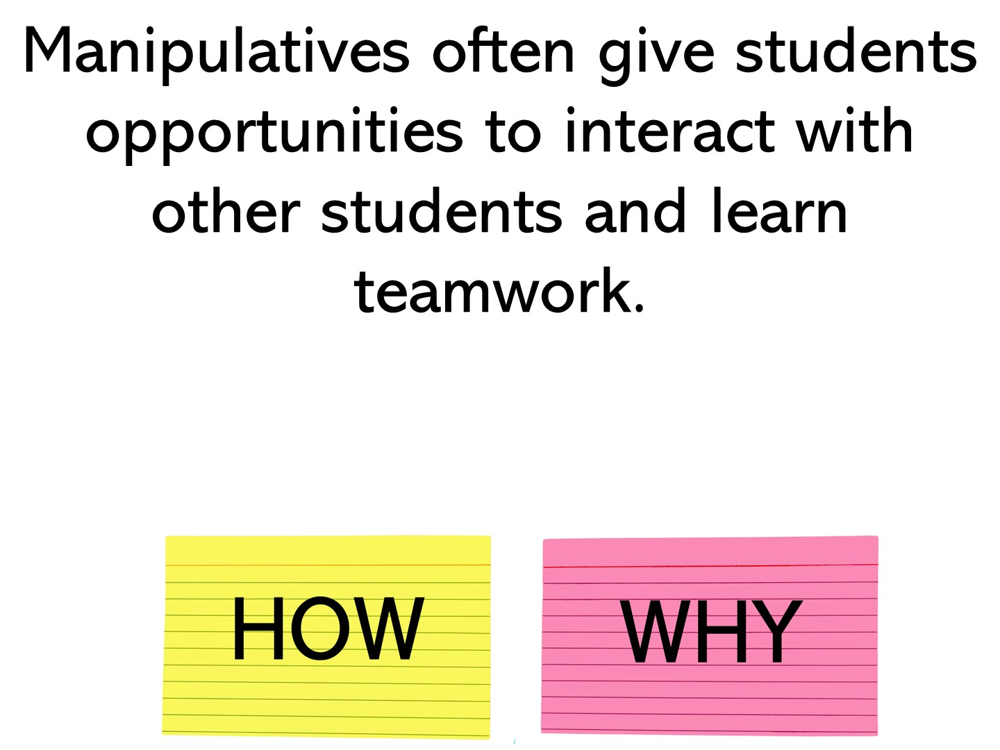 Manipulatives often give students
opportunities to interact with
other students and learn
teamwork.
HOW
WHY